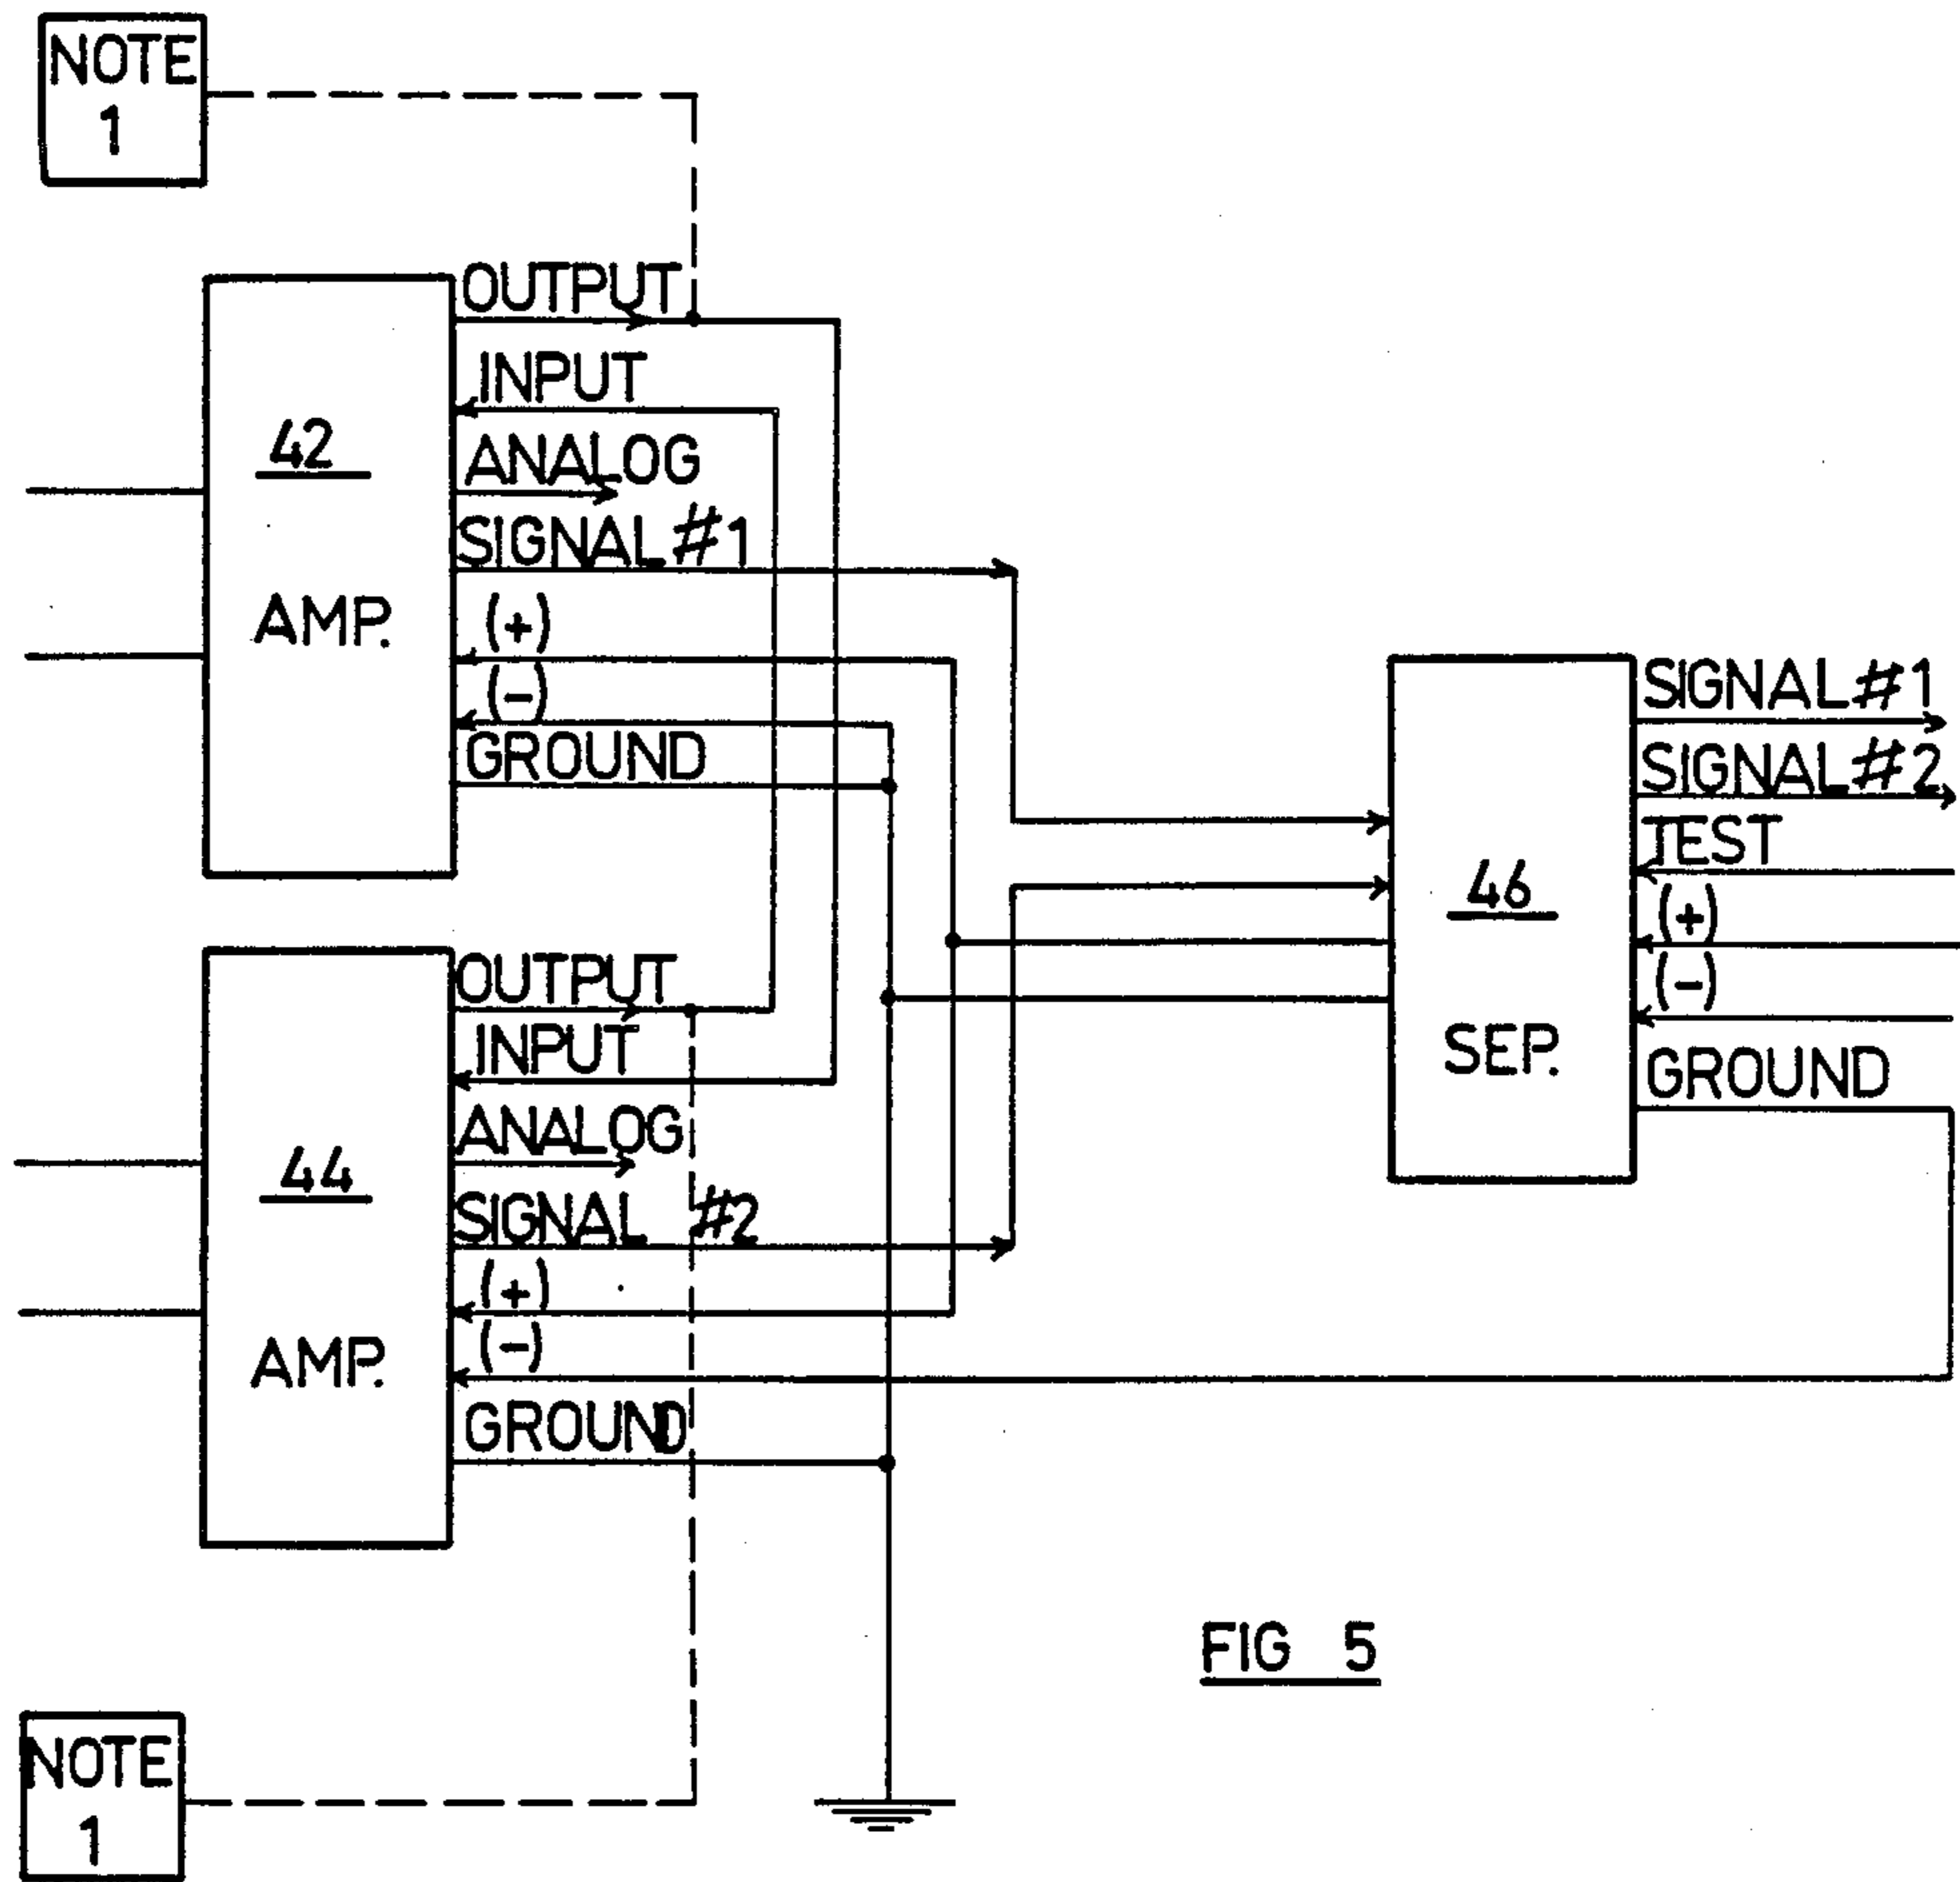 NOTE
1
OUTPUT
INPUT
42
ANALOG
SIGNAL #1
AMP.
(+)
(-)
GROUND
OUTPUT
INPUT
44
ANALOG
SIGNAL #2
AMP.
(+)
(-)
GROUND
46
SEP.
SIGNAL #1
SIGNAL #2
TEST
(+)
(-)
GROUND
NOTE
1
FIG 5